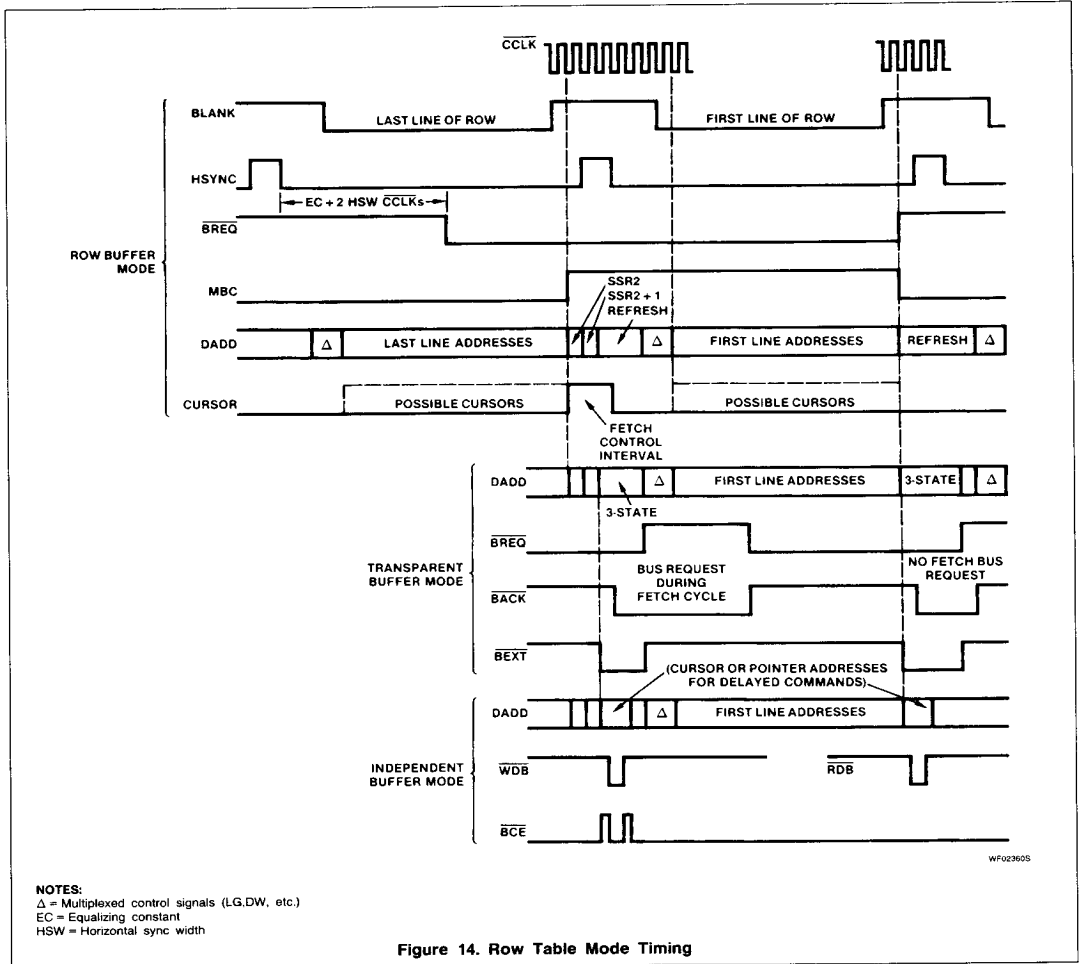 CCLK
BLANK
LAST LINE OF ROW
FIRST LINE OF ROW
HSYNC
EC + 2 HSW CCLKs
BREQ
ROW BUFFER
MODE
MBC
SSR2
SSR2 + 1
REFRESH
DADD
Δ
LAST LINE ADDRESSES
Δ
FIRST LINE ADDRESSES
REFRESH
Δ
CURSOR
POSSIBLE CURSORS
POSSIBLE CURSORS
FETCH
CONTROL
INTERVAL
DADD
Δ
FIRST LINE ADDRESSES
3-STATE
Δ
3-STATE
BREQ
TRANSPARENT
BUFFER MODE
BUS REQUEST
DURING
FETCH CYCLE
NO FETCH BUS
REQUEST
BACK
BEXT
(CURSOR OR POINTER ADDRESSES
FOR DELAYED COMMANDS)
DADD
Δ
FIRST LINE ADDRESSES
INDEPENDENT
BUFFER MODE
WDB
RDB
BCE
WF02360S
NOTES:
Δ = Multiplexed control signals (LG,DW, etc.)
EC = Equalizing constant
HSW = Horizontal sync width
Figure 14. Row Table Mode Timing